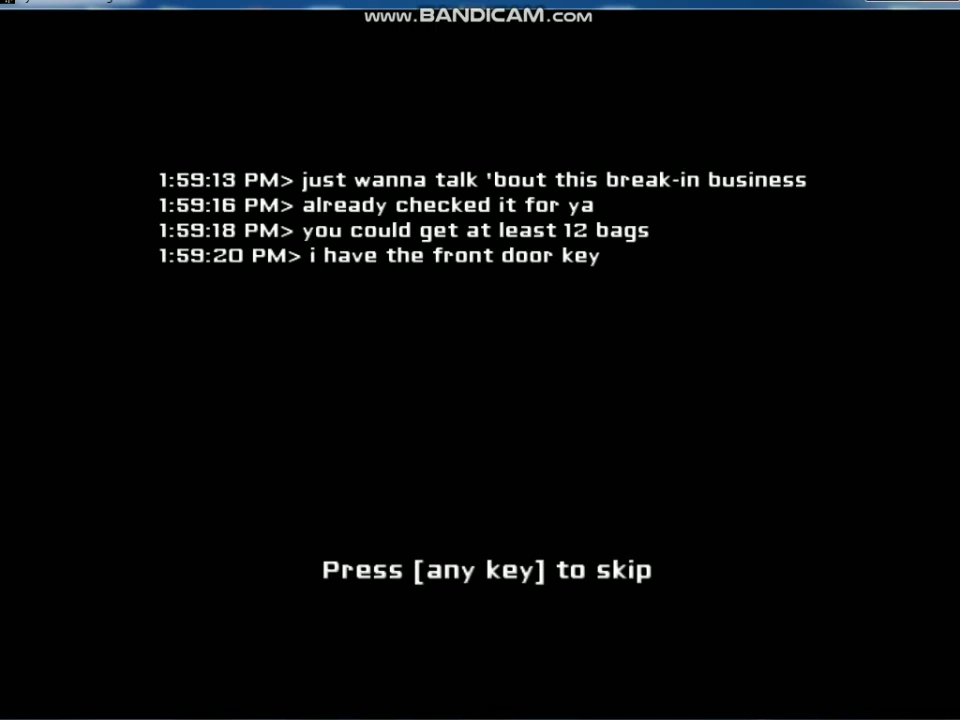 www.BANDICAM.com
1:59:13 PM> just wanna talk 'bout this break-in business
1:59:16 PM> already checked it for ya
1:59:18 PM> you could get at least 12 bags
1:59:20 PM> i have the front door key
Press [any key] to skip